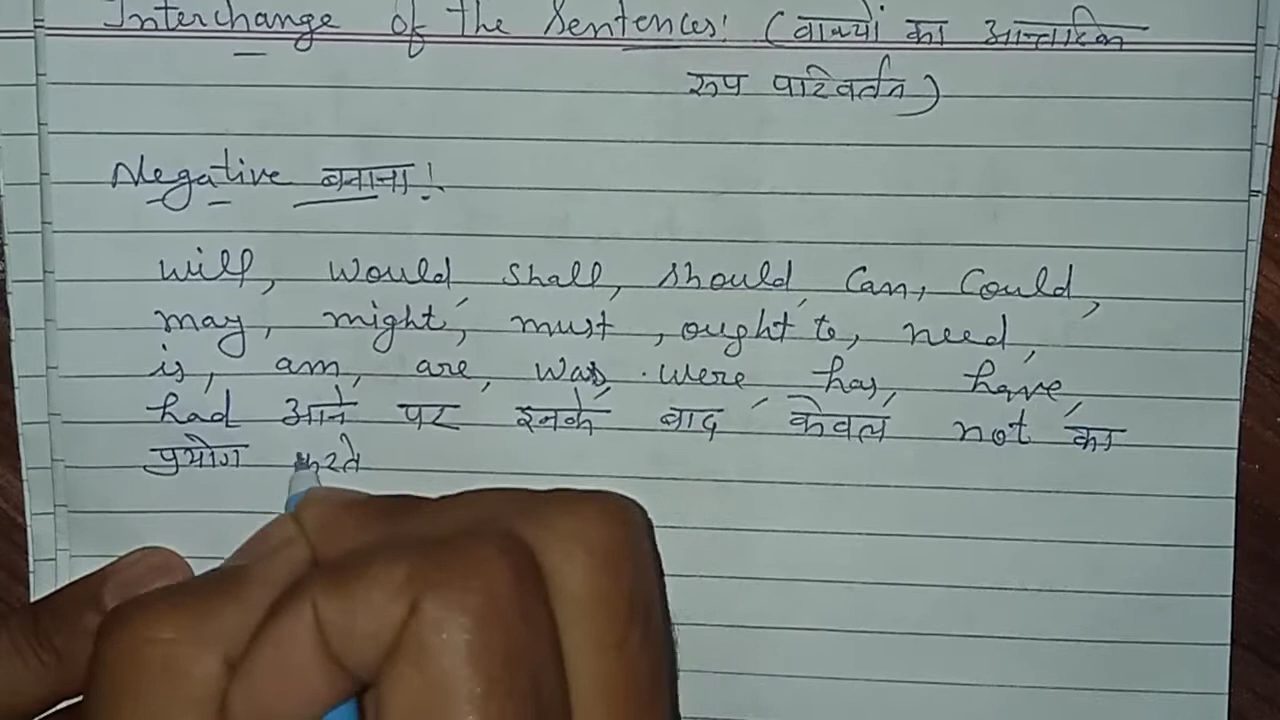 Interchange of the Sentences: (वाक्यों का आन्तरिक
रूप परिवर्तन)
Negative बनाना!
will, would, shall, should, Can, Could,
may, might, must, ought to, need,
is, am, are, was, were, has, have,
had आने पर इनके बाद केवल not का
प्रयोग करते